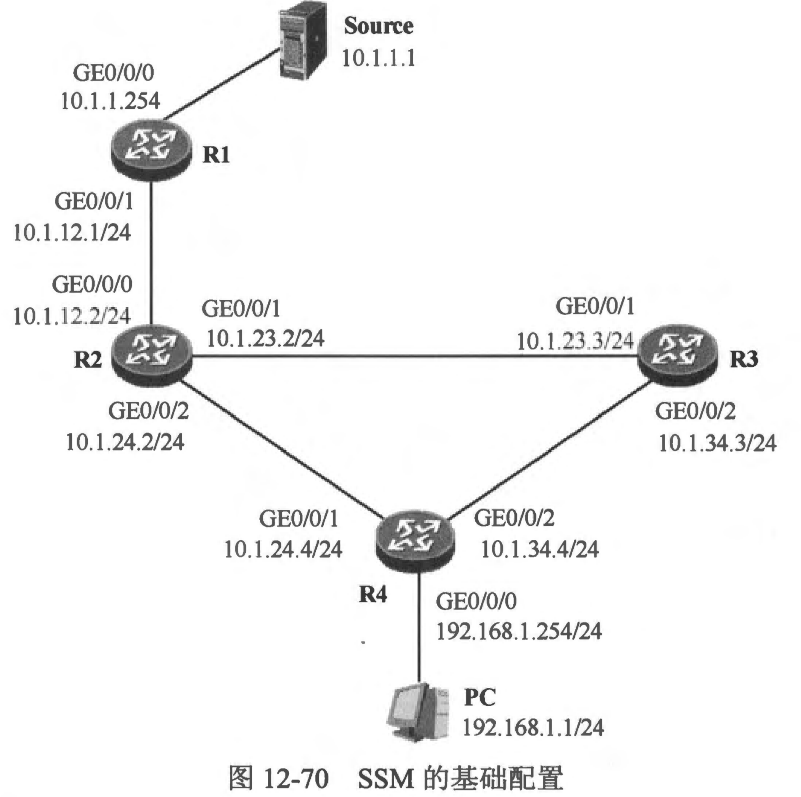 Source
10.1.1.1
GE0/0/0
10.1.1.254
R1
GE0/0/1
10.1.12.1/24
GE0/0/0
10.1.12.2/24
GE0/0/1
10.1.23.2/24
GE0/0/1
10.1.23.3/24
R2
R3
GE0/0/2
10.1.24.2/24
GE0/0/2
10.1.34.3/24
GE0/0/1
10.1.24.4/24
GE0/0/2
10.1.34.4/24
R4
GE0/0/0
192.168.1.254/24
PC
192.168.1.1/24
图 12-70 SSM 的基础配置